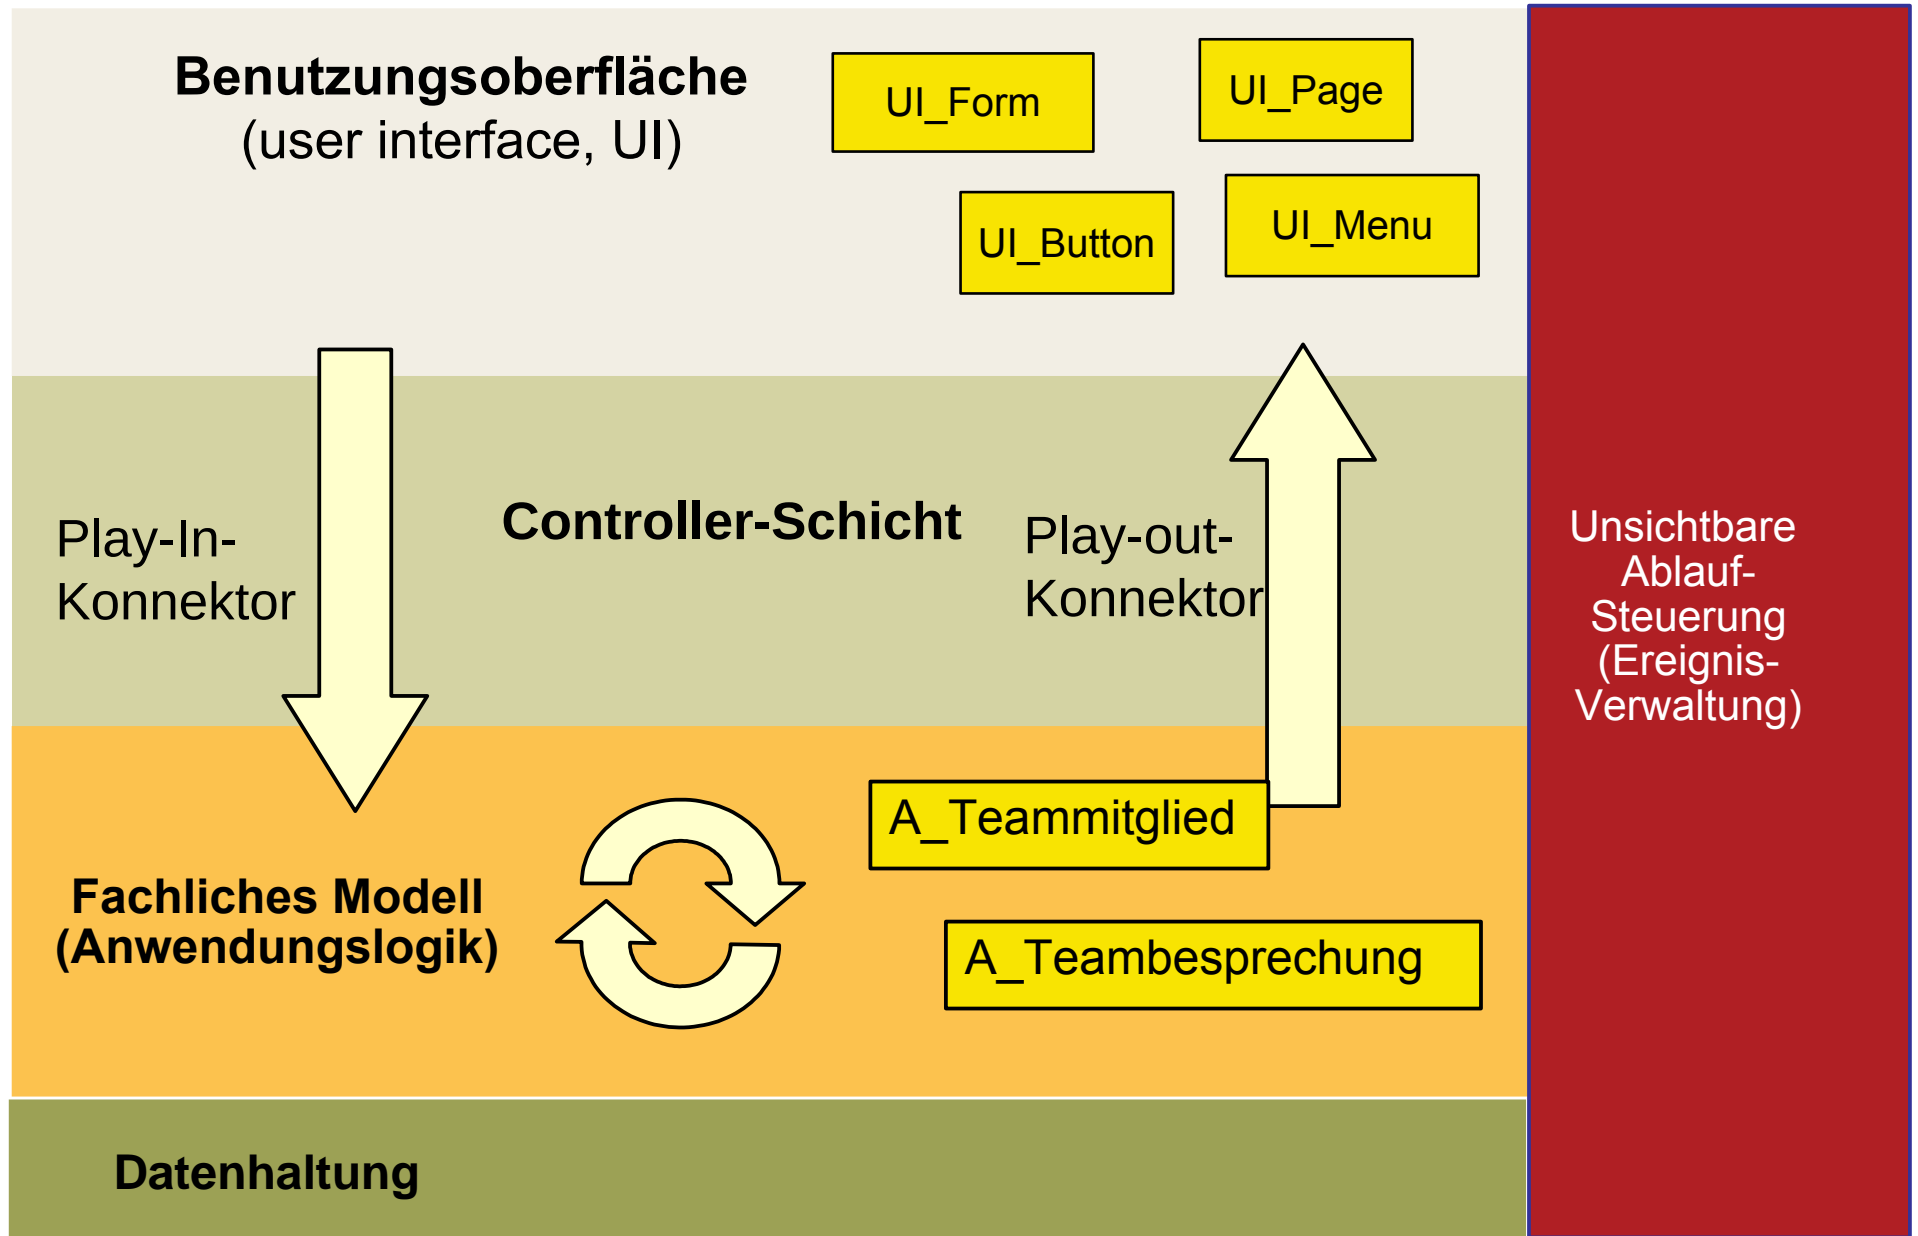 Benutzungsoberfläche
(user interface, UI)
UI_Form
UI_Page
UI_Button
UI_Menu
Play-In-
Konnektor
Controller-Schicht
Play-out-
Konnektor
Unsichtbare
Ablauf-
Steuerung
(Ereignis-
Verwaltung)
A_Teammitglied
Fachliches Modell
(Anwendungslogik)
A_Teambesprechung
Datenhaltung